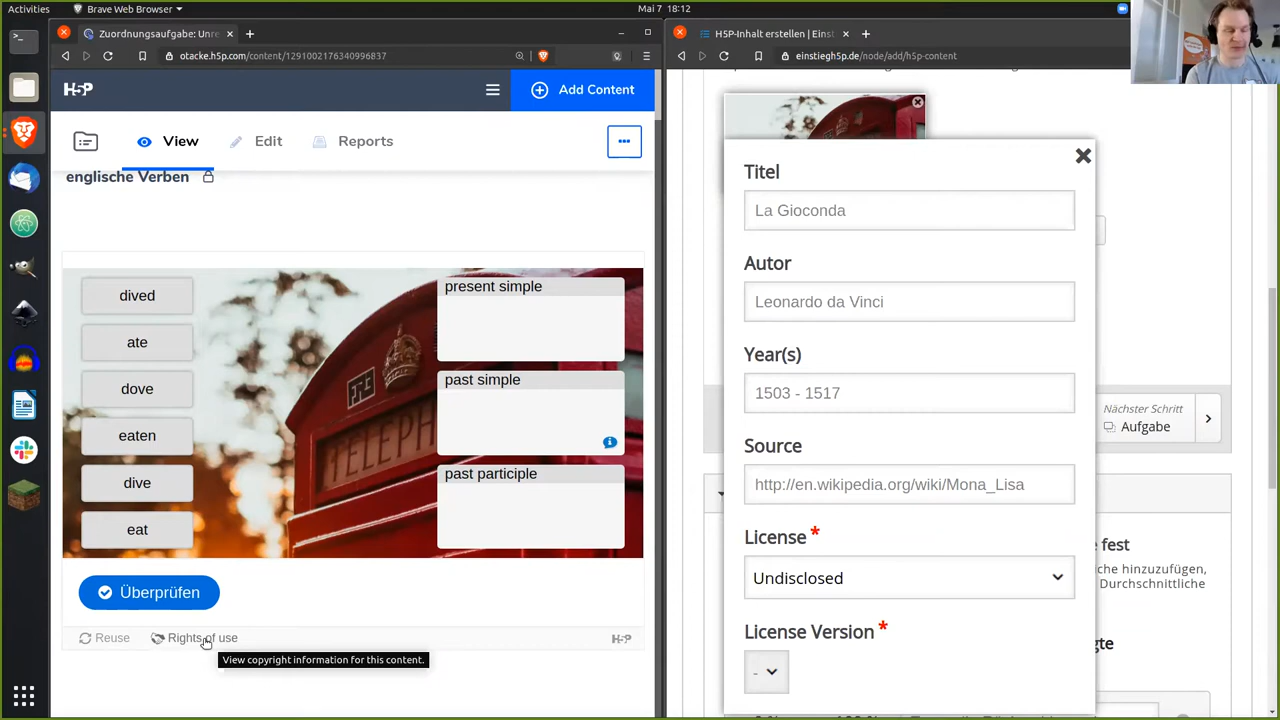 Activities
Brave Web Browser
Mai 7 18:12
Zuordnungsaufgabe: Unre
otacke.h5p.com/content/1291002176340996837
H5P
Add Content
View
Edit
Reports
englische Verben
dived
ate
dove
eaten
dive
eat
TELEPH
present simple
past simple
past participle
Überprüfen
Reuse
Rights of use
H5P
View copyright information for this content.
H5P-Inhalt erstellen | Einst
einstiegh5p.de/node/add/h5p-content
Titel
La Gioconda
Autor
Leonardo da Vinci
Year(s)
1503 - 1517
Source
http://en.wikipedia.org/wiki/Mona_Lisa
License *
Undisclosed
License Version *
-
Nächster Schritt
Aufgabe
e fest
che hinzuzufügen,
Durchschnittliche
gte